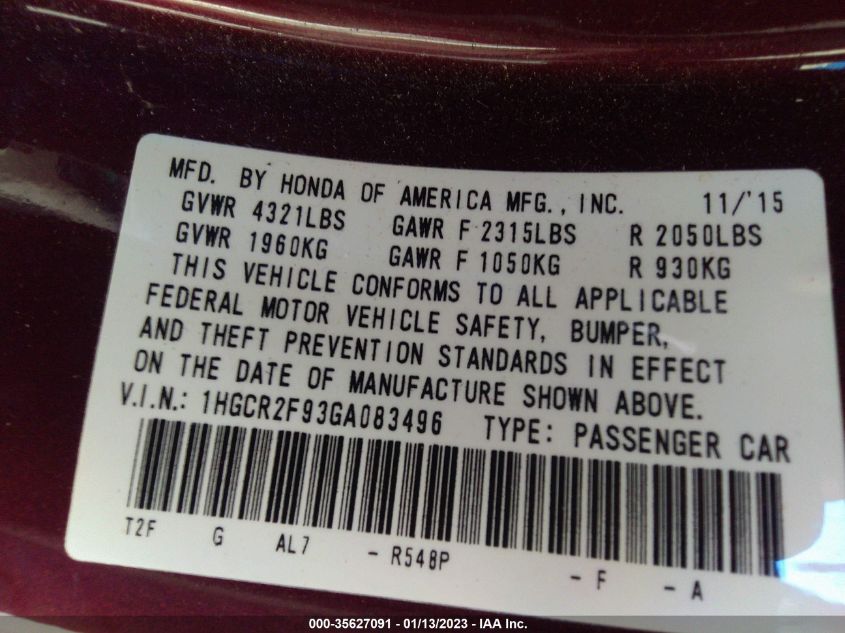 MFD. BY HONDA OF AMERICA MFG., INC. 11/'15
GVWR 4321LBS GAWR F 2315LBS R 2050LBS
GVWR 1960KG GAWR F 1050KG R 930KG
THIS VEHICLE CONFORMS TO ALL APPLICABLE
FEDERAL MOTOR VEHICLE SAFETY, BUMPER,
AND THEFT PREVENTION STANDARDS IN EFFECT
ON THE DATE OF MANUFACTURE SHOWN ABOVE.
V.I.N.: 1HGCR2F93GA083496 TYPE: PASSENGER CAR
T2F G AL7 - R548P - F - A
000-35627091 - 01/13/2023 - IAA Inc.